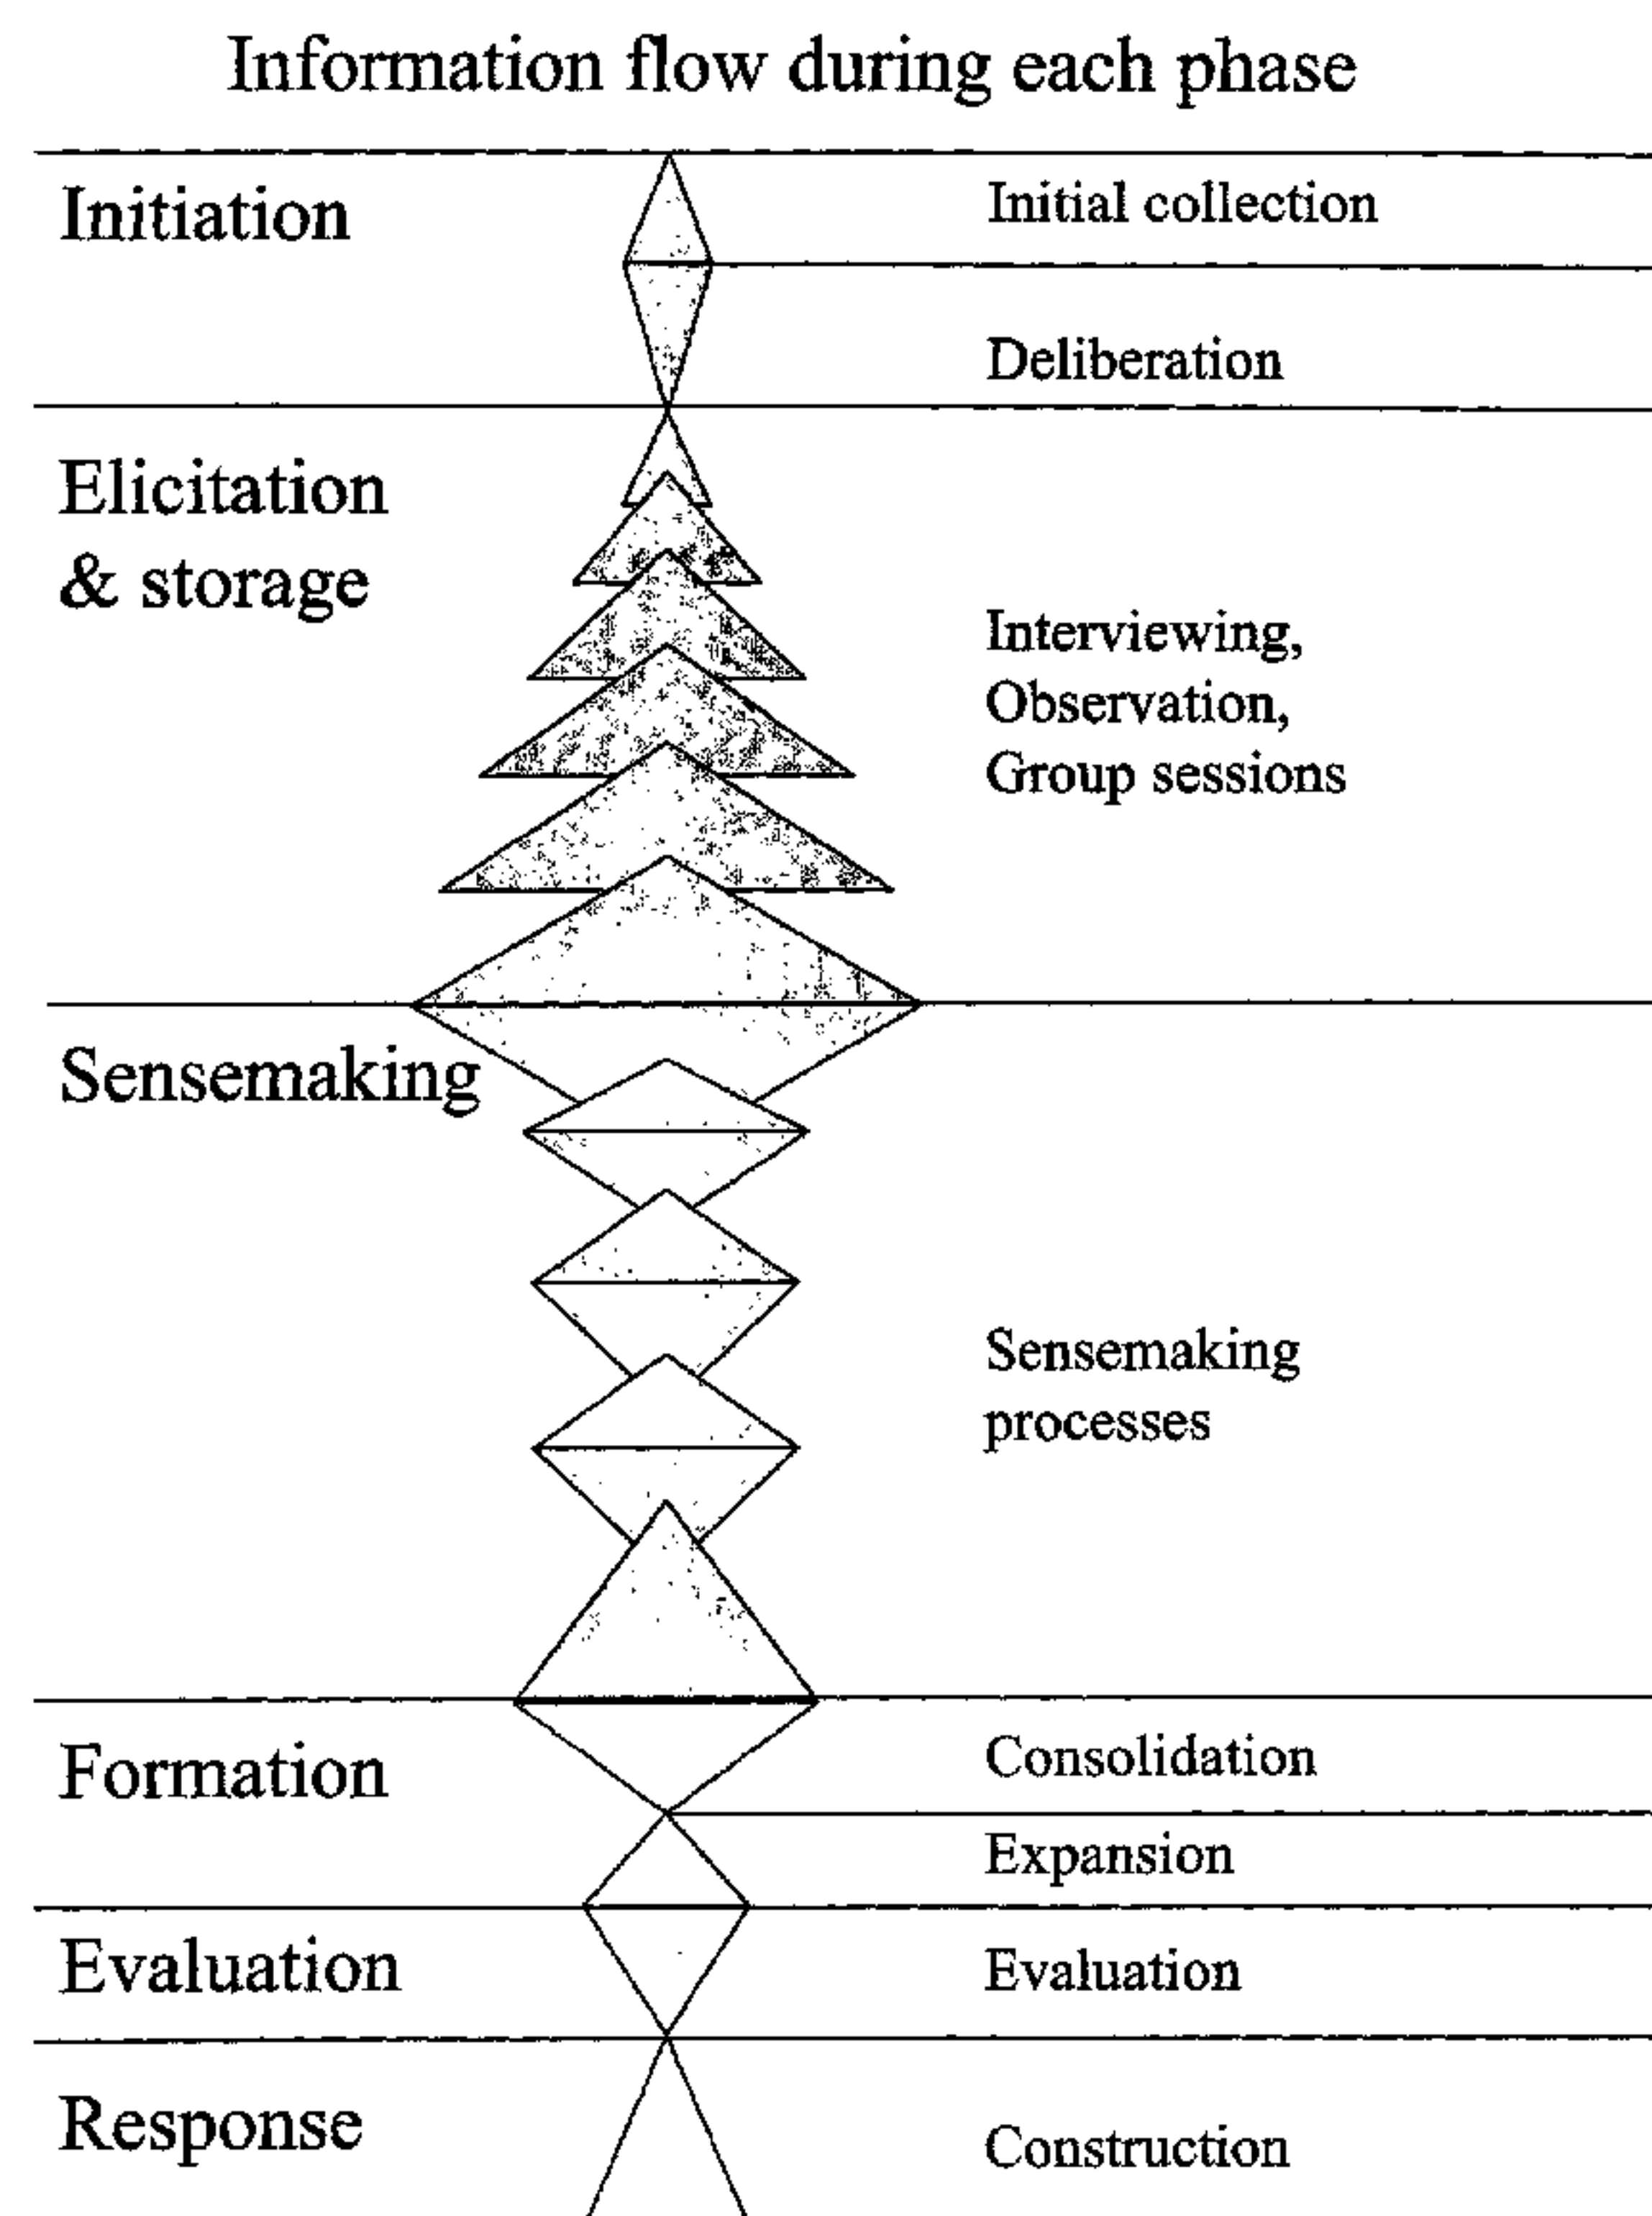 Information flow during each phase
Initiation
Initial collection
Deliberation
Elicitation
& storage
Interviewing,
Observation,
Group sessions
Sensemaking
Sensemaking
processes
Formation
Consolidation
Expansion
Evaluation
Evaluation
Response
Construction